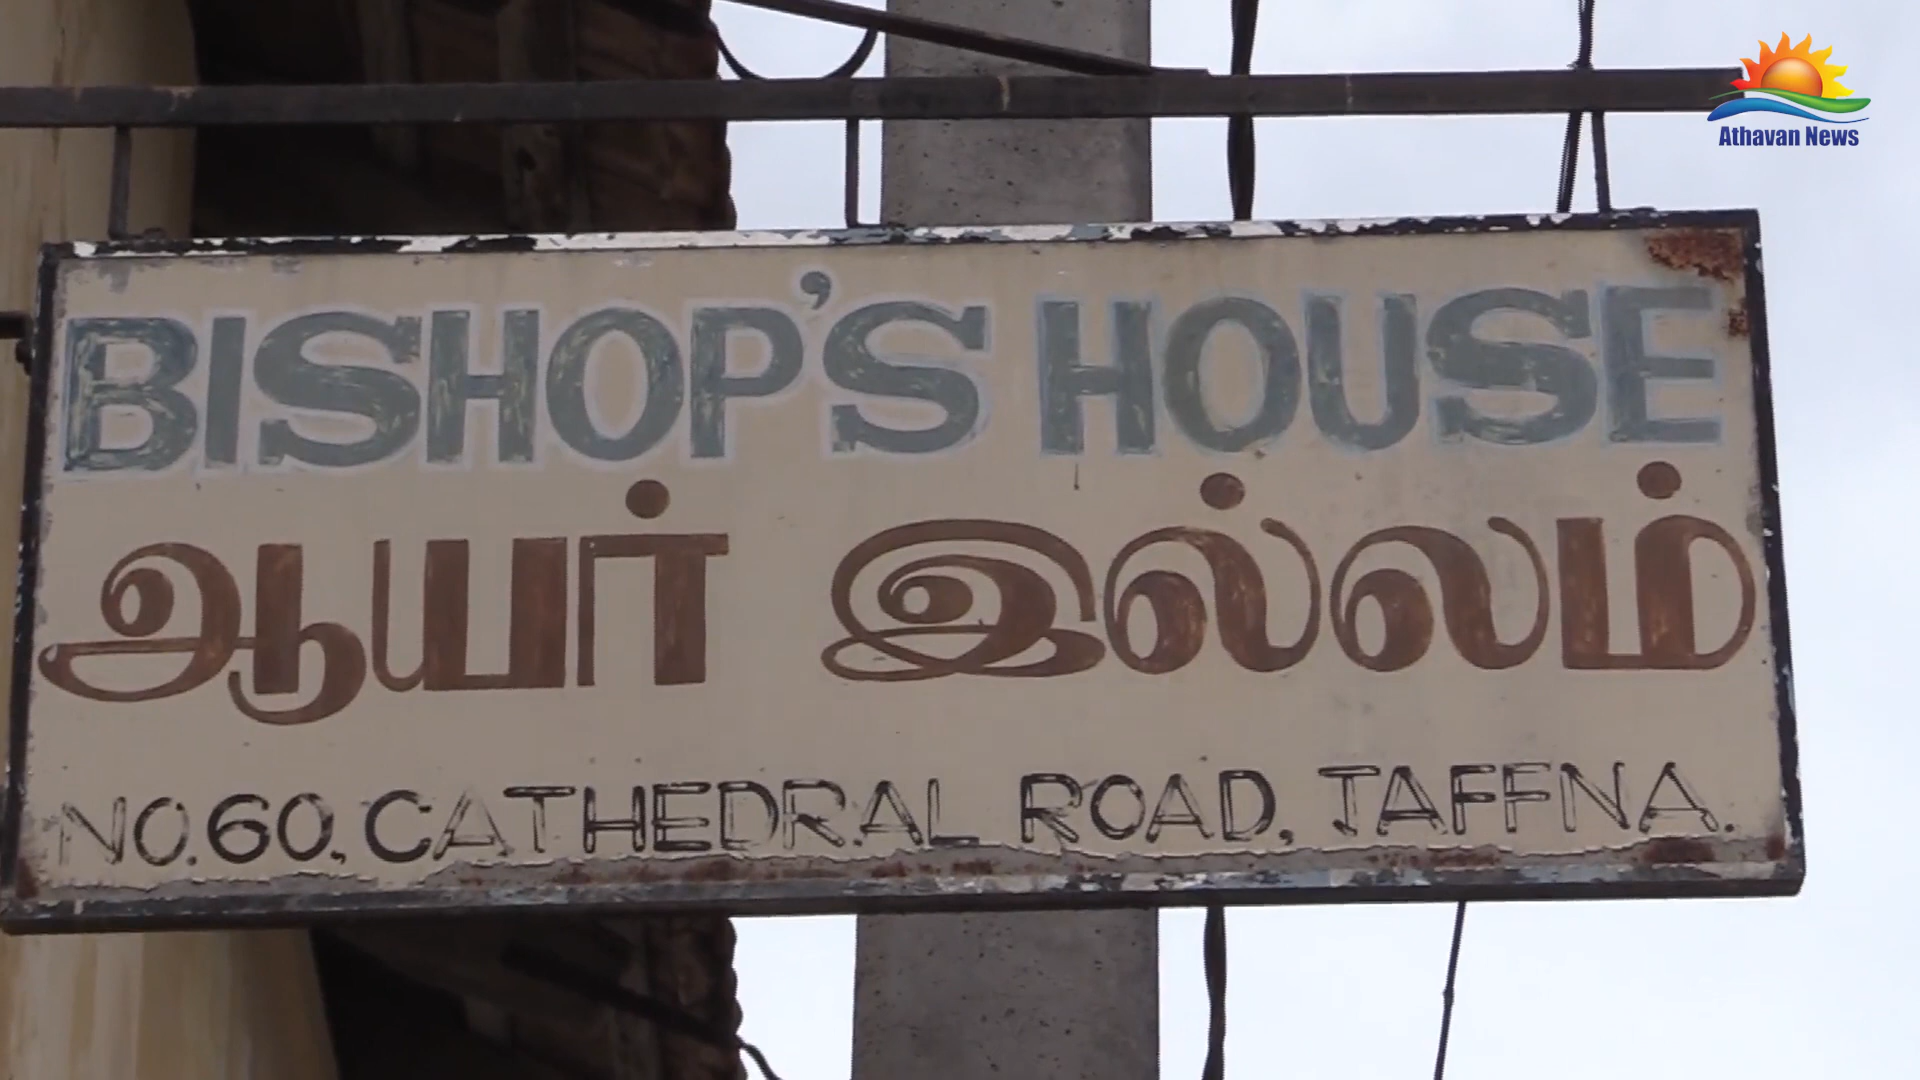 Athavan News
BISHOP'S HOUSE
ஆயர் இல்லம்
NO.60, CATHEDRAL ROAD, JAFFNA.